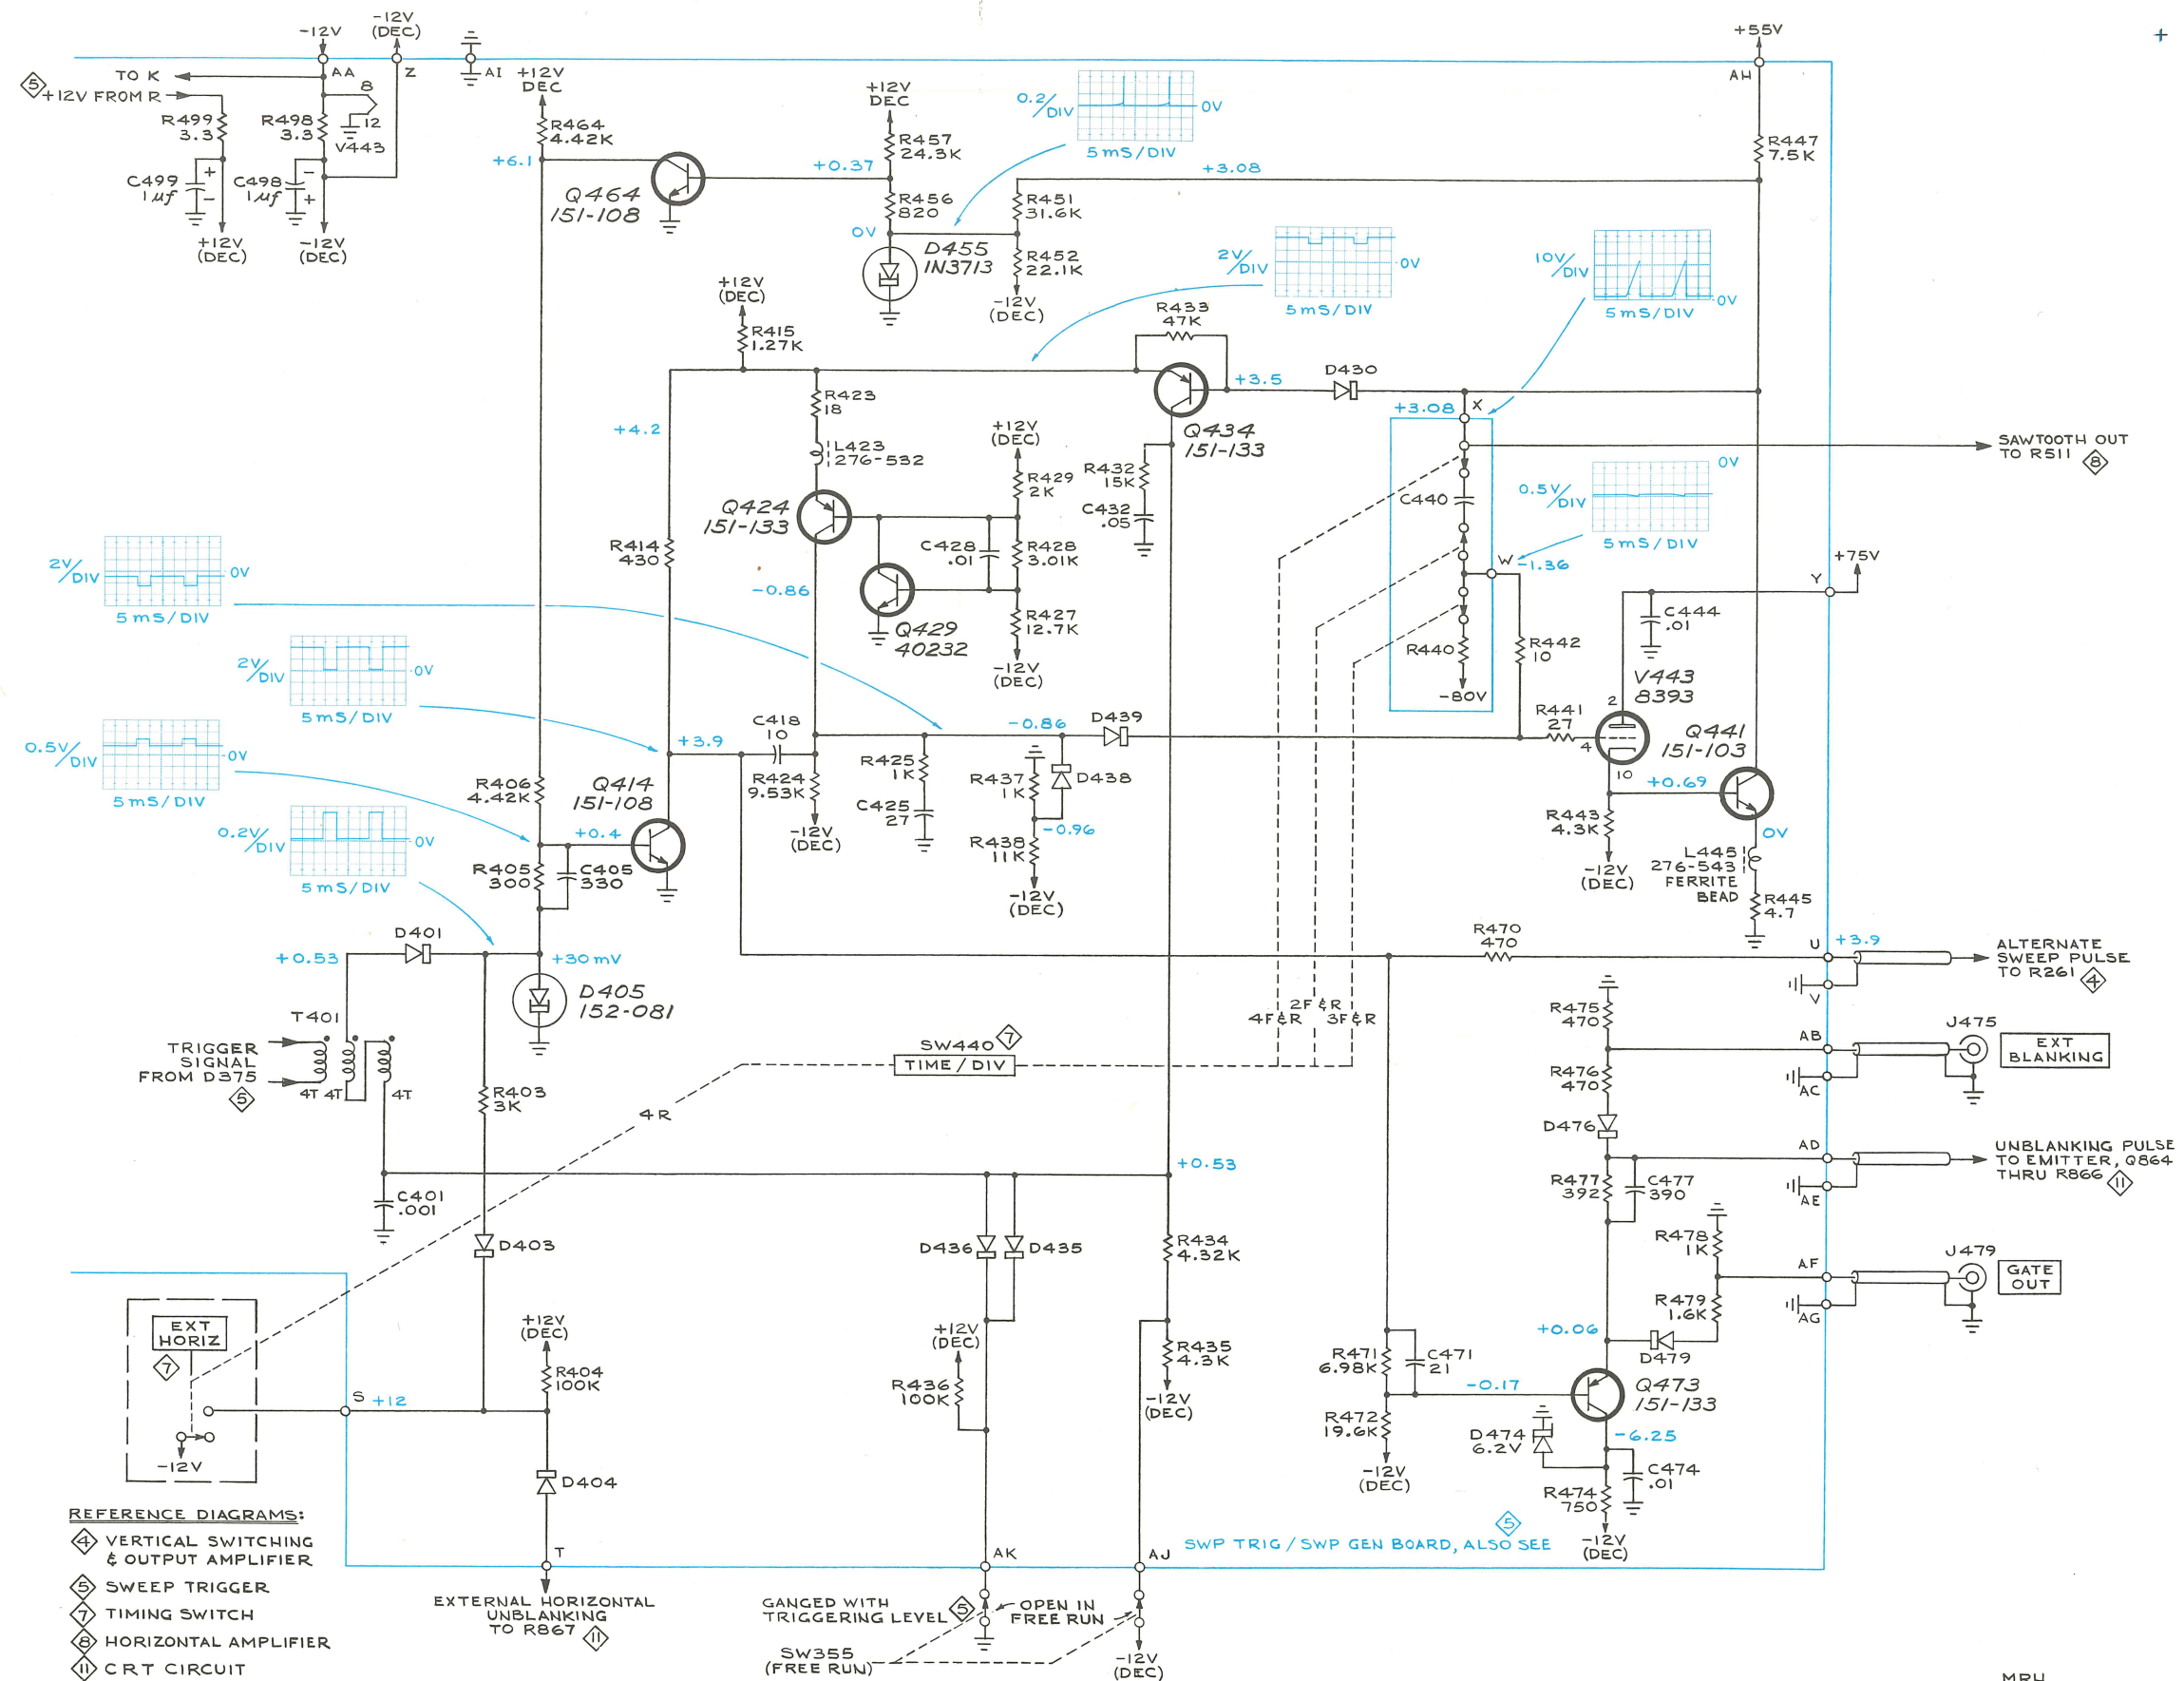 -12V
-12V
(DEC)
+55V
TO K
AA
Z
AI
+12V
DEC
AH
5
+12V FROM R
8
12
V443
R499
3.3
R498
3.3
C499
1µf
+
-
C498
1µf
-
+
+12V
(DEC)
-12V
(DEC)
R464
4.42K
+6.1
Q464
151-108
+12V
DEC
R457
24.3K
+0.37
R456
820
0V
D455
1N3713
0.2/
DIV
0V
5mS/DIV
+3.08
R451
31.6K
R452
22.1K
-12V
(DEC)
R447
7.5K
2V/
DIV
0V
5mS/DIV
10V/
DIV
0V
5mS/DIV
+12V
(DEC)
R415
1.27K
R433
47K
+3.5
D430
+3.08
X
Q434
151-133
R423
18
L423
276-532
+4.2
+12V
(DEC)
R429
2K
R432
15K
C432
.05
SAWTOOTH OUT
TO R511
8
C440
0V
0.5V/
DIV
5mS/DIV
Q424
151-133
R414
430
C428
.01
R428
3.01K
-0.86
Q429
40232
R427
12.7K
-12V
(DEC)
W
-1.36
+75V
Y
C444
.01
2V/
DIV
0V
5mS/DIV
R440
-80V
R442
10
V443
8393
2
4
10
2V/
DIV
0V
5mS/DIV
R441
27
Q441
151-103
0.5V/
DIV
0V
5mS/DIV
+3.9
C418
10
-0.86
D439
+0.69
R406
4.42K
Q414
151-108
R424
9.53K
-12V
(DEC)
R425
1K
C425
27
R437
1K
D438
-0.96
R438
11K
-12V
(DEC)
R443
4.3K
-12V
(DEC)
0V
L445
276-543
FERRITE
BEAD
R445
4.7
0.2V/
DIV
0V
5mS/DIV
+0.4
R405
300
C405
330
D401
+0.53
+30mV
D405
152-081
R470
470
U
+3.9
ALTERNATE
SWEEP PULSE
TO R261
4
V
T401
TRIGGER
SIGNAL
FROM D375
5
4T
4T
4T
R403
3K
SW440
7
TIME/DIV
4F&R
2F&R
3F&R
4R
R475
470
AB
J475
EXT
BLANKING
R476
470
AC
D476
AD
UNBLANKING PULSE
TO EMITTER, Q864
THRU R866
11
+0.53
C401
.001
R477
392
C477
390
AE
D403
D436
D435
R434
4.32K
R478
1K
AF
J479
GATE
OUT
R479
1.6K
AG
EXT
HORIZ
7
-12V
S
+12
+12V
(DEC)
R404
100K
D404
+12V
(DEC)
R436
100K
R435
4.3K
-12V
(DEC)
+0.06
D479
R471
6.98K
C471
21
-0.17
Q473
151-133
R472
19.6K
-12V
(DEC)
D474
6.2V
-6.25
C474
.01
R474
750
-12V
(DEC)
REFERENCE DIAGRAMS:
4 VERTICAL SWITCHING
& OUTPUT AMPLIFIER
5 SWEEP TRIGGER
7 TIMING SWITCH
8 HORIZONTAL AMPLIFIER
11 CRT CIRCUIT
T
EXTERNAL HORIZONTAL
UNBLANKING
TO R867
11
AK
AJ
5
SWP TRIG/SWP GEN BOARD, ALSO SEE
GANGED WITH
TRIGGERING LEVEL
5
OPEN IN
FREE RUN
SW355
(FREE RUN)
-12V
(DEC)